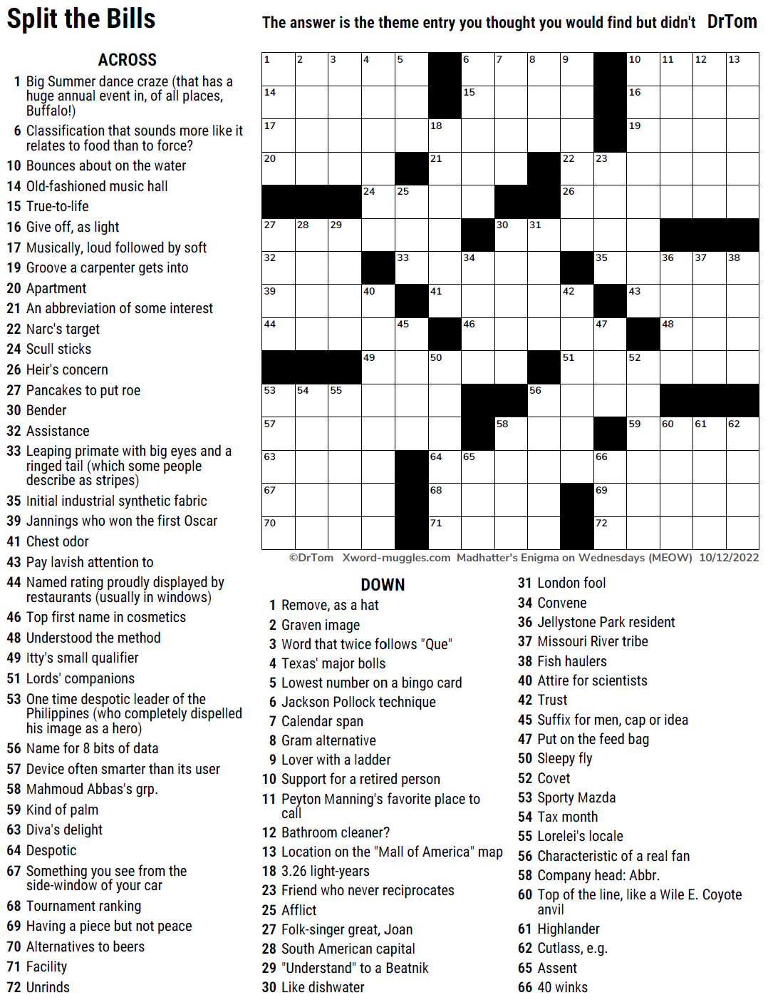 Split the Bills
The answer is the theme entry you thought you would find but didn't DrTom
ACROSS
1 Big Summer dance craze (that has a
huge annual event in, of all places,
Buffalo!)
6 Classification that sounds more like it
relates to food than to force?
10 Bounces about on the water
14 Old-fashioned music hall
15 True-to-life
16 Give off, as light
17 Musically, loud followed by soft
19 Groove a carpenter gets into
20 Apartment
21 An abbreviation of some interest
22 Narc's target
24 Scull sticks
26 Heir's concern
27 Pancakes to put roe
30 Bender
32 Assistance
33 Leaping primate with big eyes and a
ringed tail (which some people
describe as stripes)
35 Initial industrial synthetic fabric
39 Jannings who won the first Oscar
41 Chest odor
43 Pay lavish attention to
44 Named rating proudly displayed by
restaurants (usually in windows)
46 Top first name in cosmetics
48 Understood the method
49 Itty's small qualifier
51 Lords' companions
53 One time despotic leader of the
Philippines (who completely dispelled
his image as a hero)
56 Name for 8 bits of data
57 Device often smarter than its user
58 Mahmoud Abbas's grp.
59 Kind of palm
63 Diva's delight
64 Despotic
67 Something you see from the
side-window of your car
68 Tournament ranking
69 Having a piece but not peace
70 Alternatives to beers
71 Facility
72 Unrinds
1 2 3 4 5 6 7 8 9 10 11 12 13
14 15 16
17 18 19
20 21 22 23
24 25 26
27 28 29 30 31
32 33 34 35 36 37 38
39 40 41 42 43
44 45 46 47 48
49 50 51 52
53 54 55 56
57 58 59 60 61 62
63 64 65 66
67 68 69
70 71 72
©DrTom Xword-muggles.com Madhatter's Enigma on Wednesdays (MEOW) 10/12/2022
DOWN
1 Remove, as a hat
2 Graven image
3 Word that twice follows "Que"
4 Texas' major bolls
5 Lowest number on a bingo card
6 Jackson Pollock technique
7 Calendar span
8 Gram alternative
9 Lover with a ladder
10 Support for a retired person
11 Peyton Manning's favorite place to
call
12 Bathroom cleaner?
13 Location on the "Mall of America" map
18 3.26 light-years
23 Friend who never reciprocates
25 Afflict
27 Folk-singer great, Joan
28 South American capital
29 "Understand" to a Beatnik
30 Like dishwater
31 London fool
34 Convene
36 Jellystone Park resident
37 Missouri River tribe
38 Fish haulers
40 Attire for scientists
42 Trust
45 Suffix for men, cap or idea
47 Put on the feed bag
50 Sleepy fly
52 Covet
53 Sporty Mazda
54 Tax month
55 Lorelei's locale
56 Characteristic of a real fan
58 Company head: Abbr.
60 Top of the line, like a Wile E. Coyote
anvil
61 Highlander
62 Cutlass, e.g.
65 Assent
66 40 winks